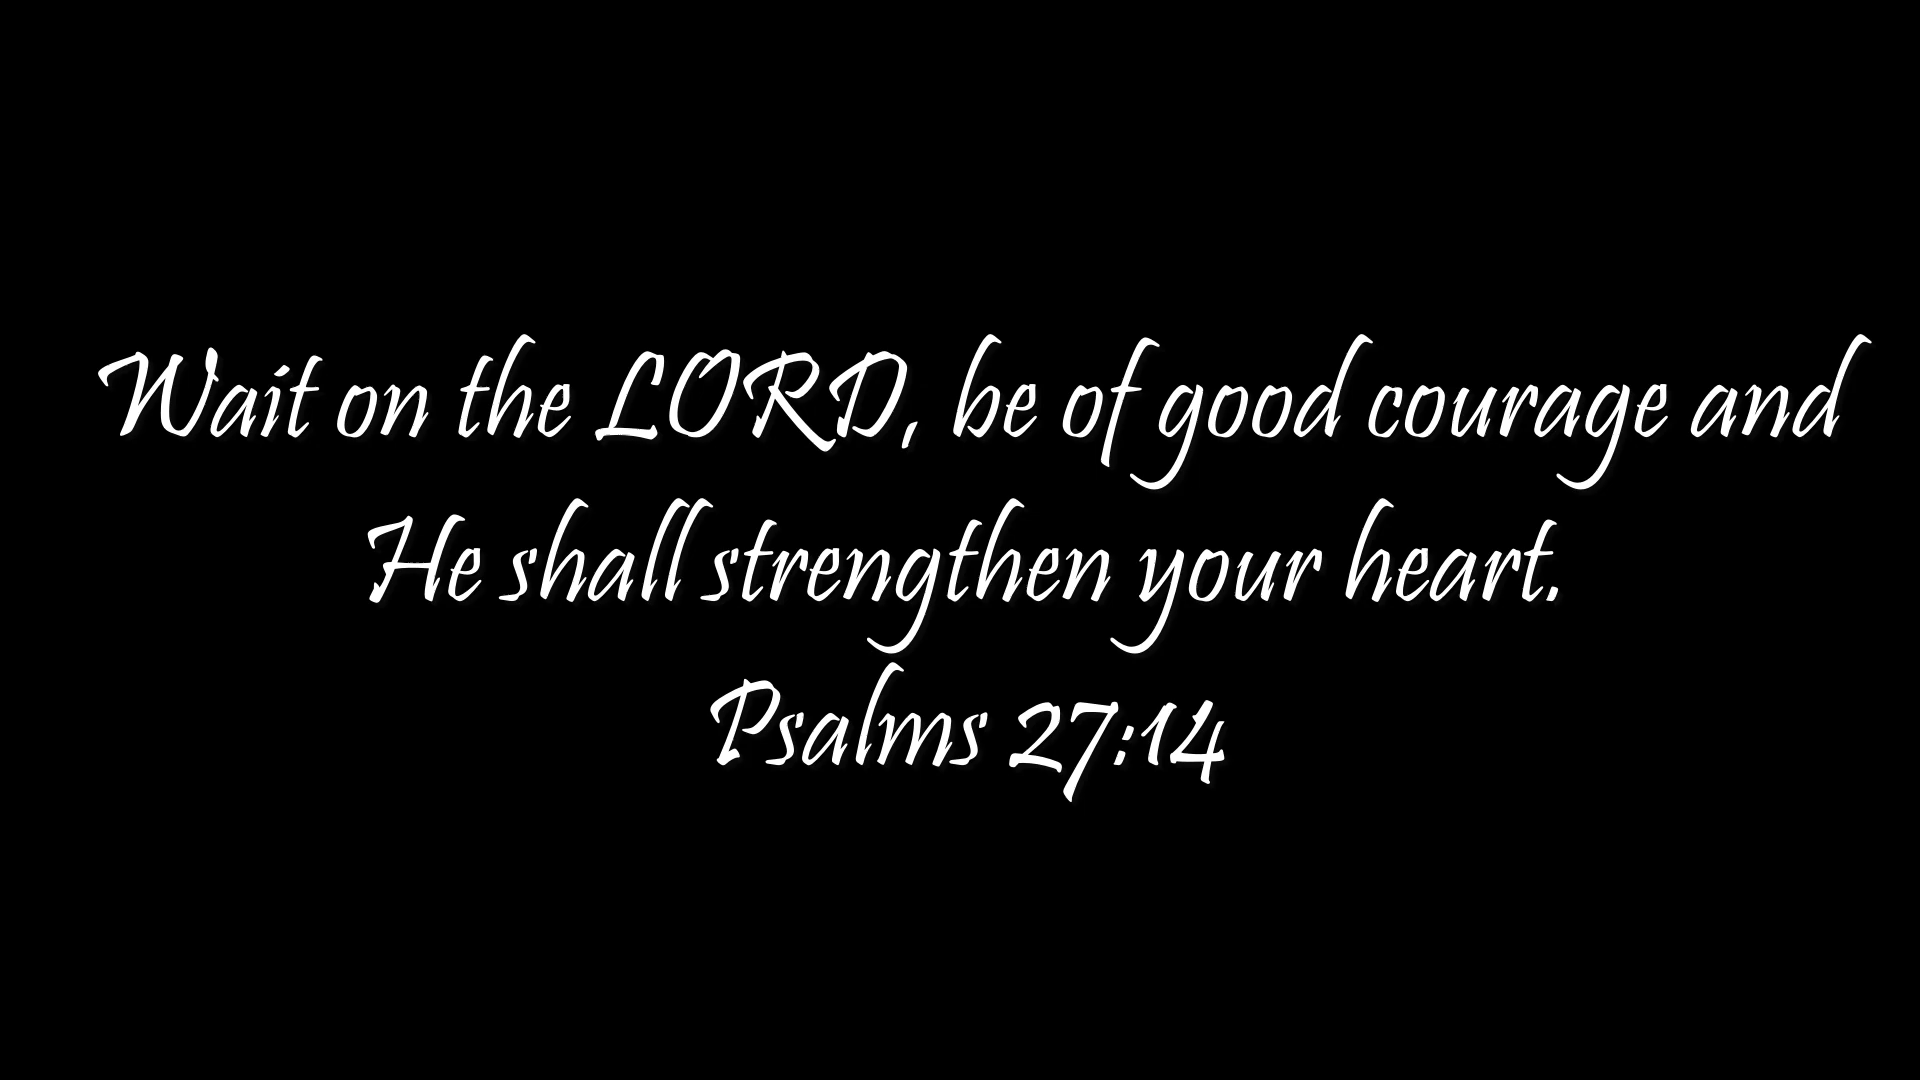 Wait on the LORD, be of good courage and
He shall strengthen your heart.
Psalms 27:14